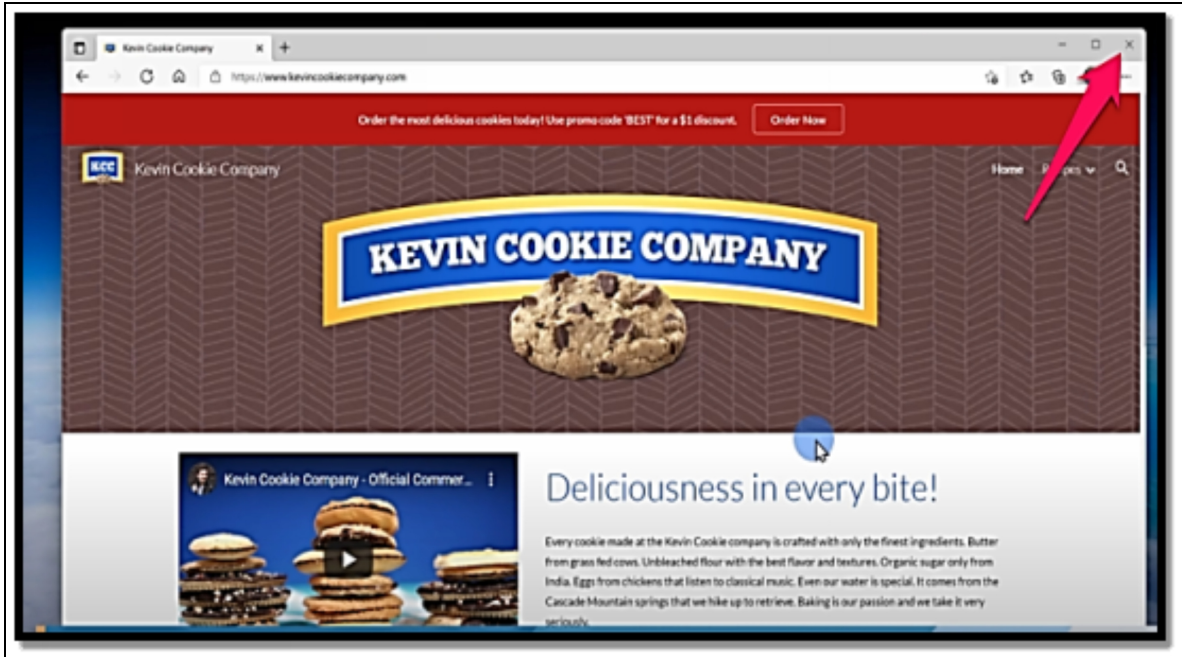 Kevin Cookie Company
https://www.kevincookiecompany.com
Order the most delicious cookies today! Use promo code 'BEST' for a $1 discount. Order Now
KCC Kevin Cookie Company Home
KEVIN COOKIE COMPANY
Kevin Cookie Company - Official Commer...
Deliciousness in every bite!
Every cookie made at the Kevin Cookie company is crafted with only the finest ingredients. Butter
from grass fed cows. Unbleached flour with the best flavor and textures. Organic sugar only from
India. Eggs from chickens that listen to classical music. Even our water is special. It comes from the
Cascade Mountain springs that we hike up to retrieve. Baking is our passion and we take it very
seriously.